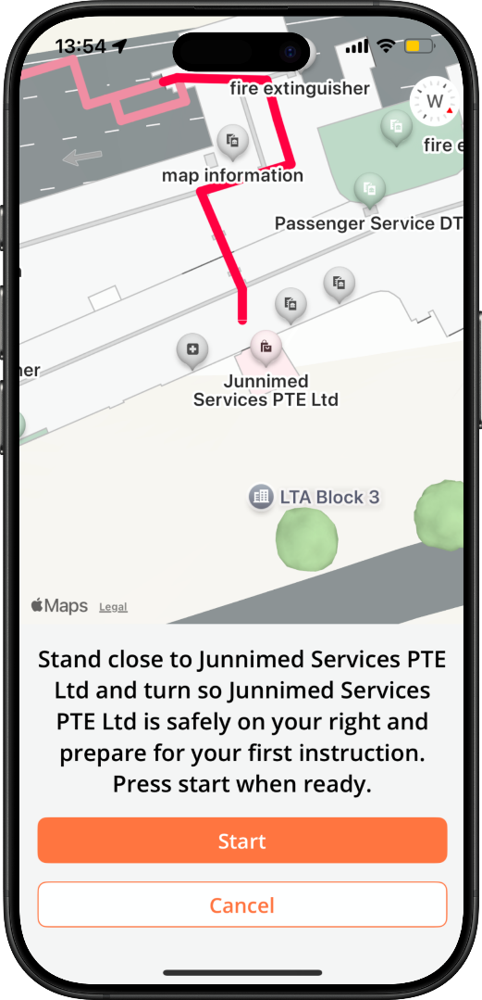 13:54
fire extinguisher
W
fire e
map information
Passenger Service DT
ner
Junnimed
Services PTE Ltd
LTA Block 3
Maps Legal
Stand close to Junnimed Services PTE
Ltd and turn so Junnimed Services
PTE Ltd is safely on your right and
prepare for your first instruction.
Press start when ready.
Start
Cancel